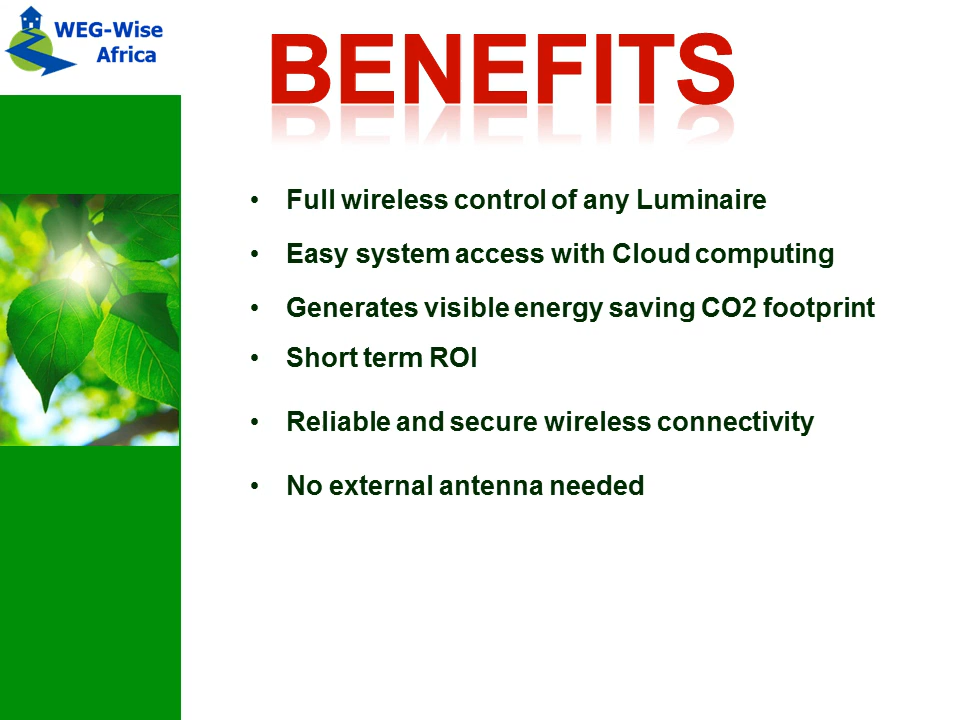 WEG-Wise
Africa
BENEFITS
• Full wireless control of any Luminaire
• Easy system access with Cloud computing
• Generates visible energy saving CO2 footprint
• Short term ROI
• Reliable and secure wireless connectivity
• No external antenna needed